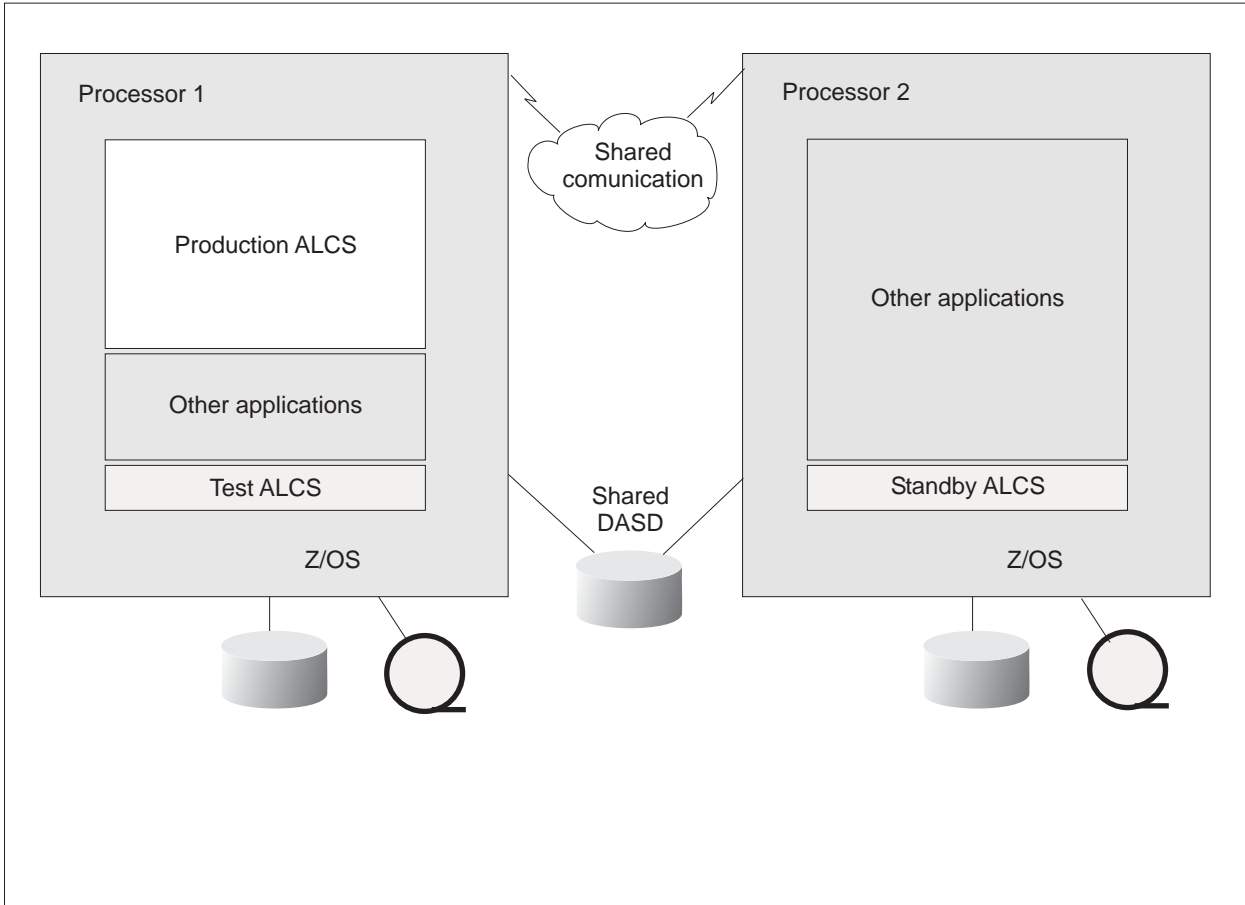 Processor 1
Production ALCS
Other applications
Test ALCS
Z/OS
Shared
comunication
Shared
DASD
Processor 2
Other applications
Standby ALCS
Z/OS